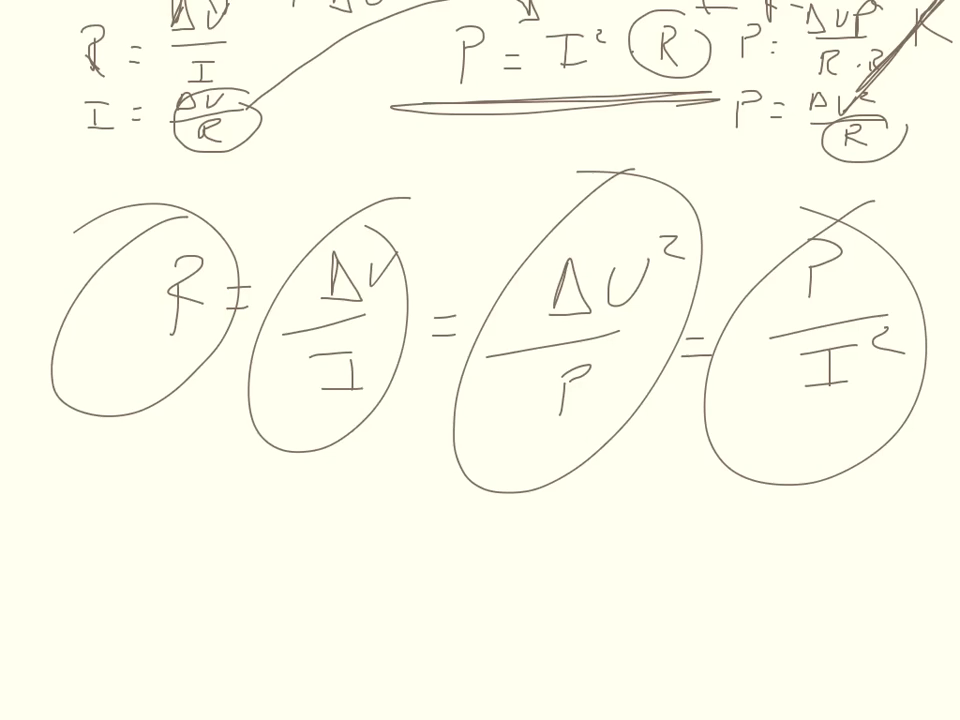 R = ΔV / I
P = I² R
P = ΔV² / R
I = ΔV / R
R = ΔV / I = ΔV² / P = P / I²